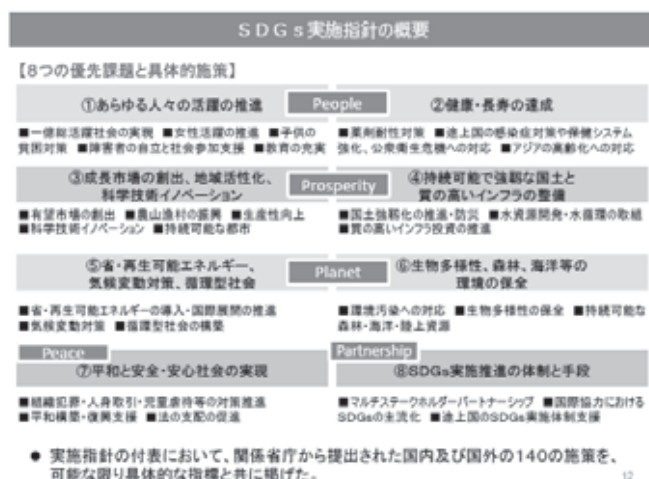 SDGs実施指針の概要
【8つの優先課題と具体的施策】
①あらゆる人々の活躍の推進
People
②健康・長寿の達成
■一億総活躍社会の実現 ■女性活躍の推進 ■子供の
貧困対策 ■障害者の自立と社会参加支援 ■教育の充実
■薬剤耐性対策 ■途上国の感染症対策や保健システム
強化、公衆衛生危機への対応 ■アジアの高齢化への対応
③成長市場の創出、地域活性化、
科学技術イノベーション
Prosperity
④持続可能で強靱な国土と
質の高いインフラの整備
■有望市場の創出 ■農山漁村の振興 ■生産性向上
■科学技術イノベーション ■持続可能な都市
■国土強靱化の推進・防災 ■水資源開発・水循環の取組
■質の高いインフラ投資の推進
⑤省・再生可能エネルギー、
気候変動対策、循環型社会
Planet
⑥生物多様性、森林、海洋等の
環境の保全
■省・再生可能エネルギーの導入・国際展開の推進
■気候変動対策 ■循環型社会の構築
■環境汚染への対応 ■生物多様性の保全 ■持続可能な
森林・海洋・陸上資源
Peace
⑦平和と安全・安心社会の実現
Partnership
⑧SDGs実施推進の体制と手段
■組織犯罪・人身取引・児童虐待等の対策推進
■平和構築・復興支援 ■法の支配の促進
■マルチステークホルダーパートナーシップ ■国際協力における
SDGsの主流化 ■途上国のSDGs実施体制支援
● 実施指針の付表において、関係省庁から提出された国内及び国外の140の施策を、
可能な限り具体的な指標と共に掲げた。
12